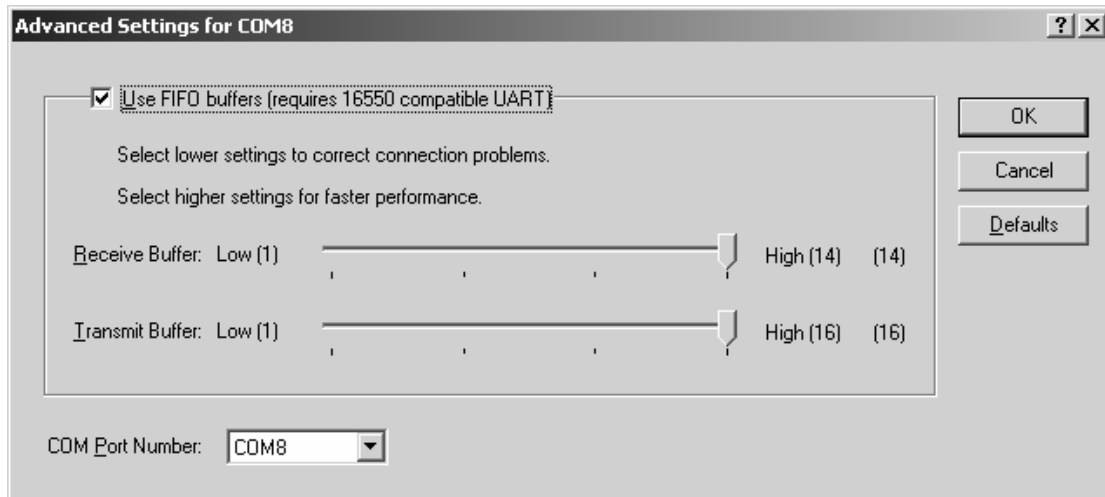 Advanced Settings for COM8
Use FIFO buffers (requires 16550 compatible UART)
OK
Select lower settings to correct connection problems.
Cancel
Select higher settings for faster performance.
Defaults
Receive Buffer: Low (1) High (14) (14)
Transmit Buffer: Low (1) High (16) (16)
COM Port Number: COM8